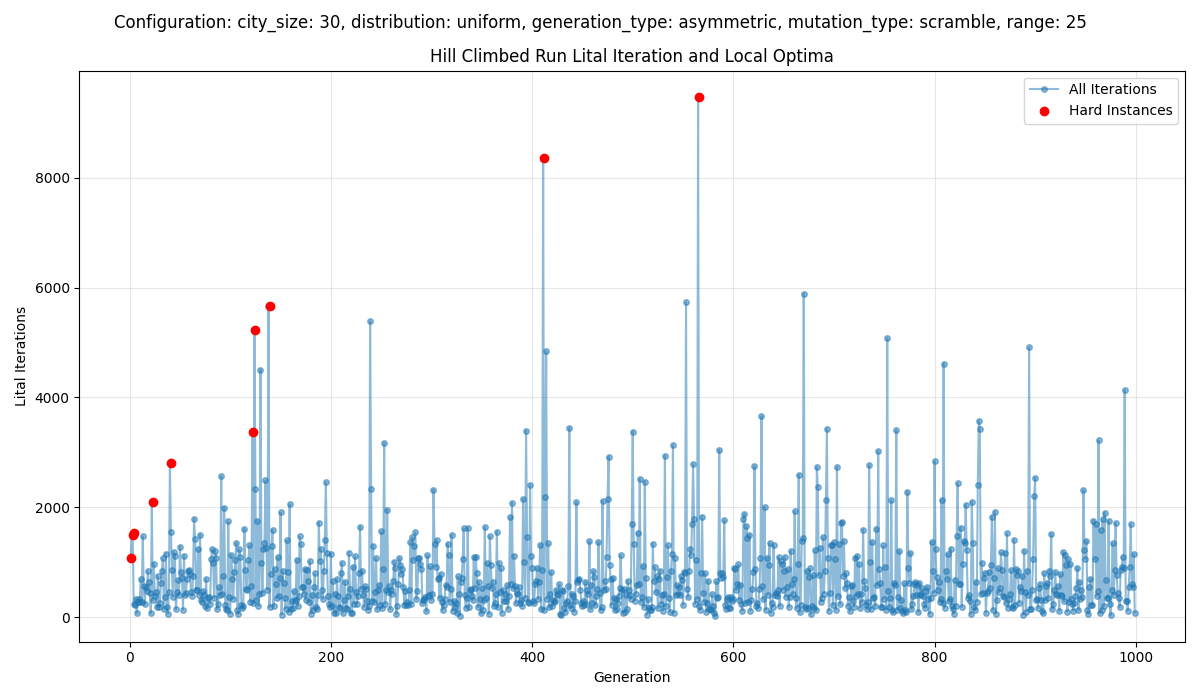 Configuration: city_size: 30, distribution: uniform, generation_type: asymmetric, mutation_type: scramble, range: 25
Hill Climbed Run Lital Iteration and Local Optima
All Iterations
Hard Instances
Lital Iterations
8000
6000
4000
2000
0
0 200 400 600 800 1000
Generation